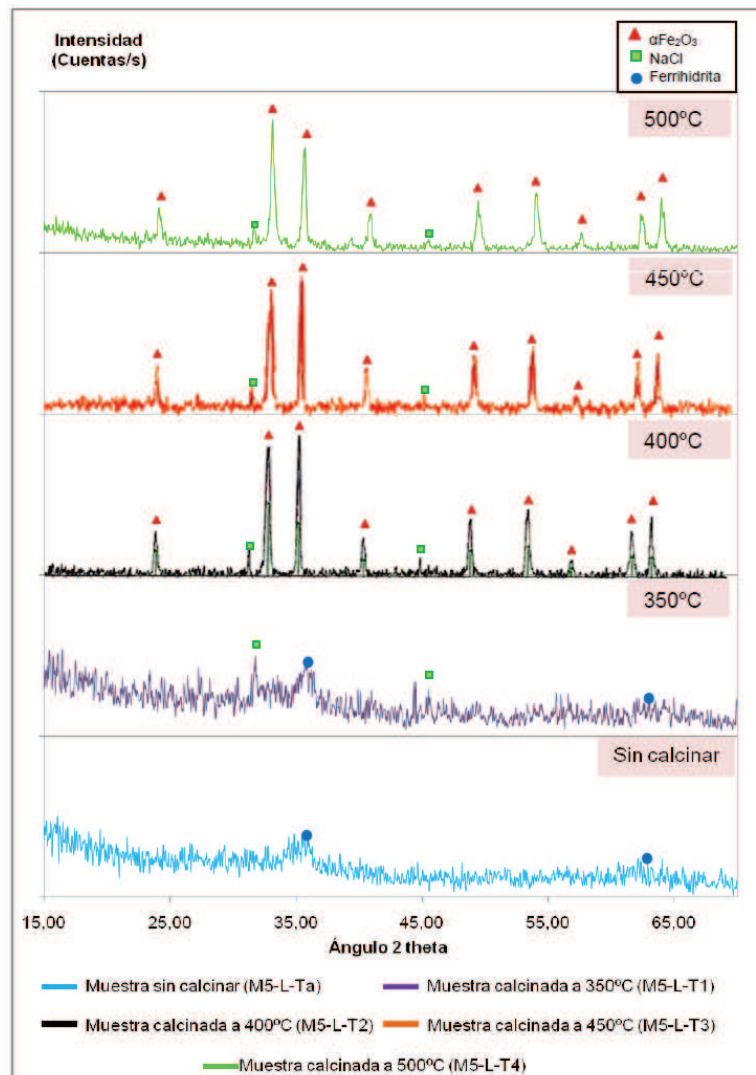 Intensidad
(Cuentas/s)
αFe₂O₃
NaCl
Ferrihidrita
500ºC
450ºC
400ºC
350ºC
Sin calcinar
15,00 25,00 35,00 45,00 55,00 65,00
Ángulo 2 theta
Muestra sin calcinar (M5-L-Ta) Muestra calcinada a 350ºC (M5-L-T1)
Muestra calcinada a 400ºC (M5-L-T2) Muestra calcinada a 450ºC (M5-L-T3)
Muestra calcinada a 500ºC (M5-L-T4)